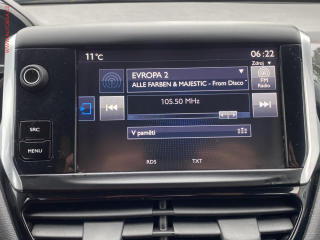 11°C
06:22
Zdroj ▼
EVROPA 2
ALLE FARBEN & MAJESTIC - From Disco
FM
Radio
105.50 MHz
V paměti
SRC
MENU
RDS
TXT